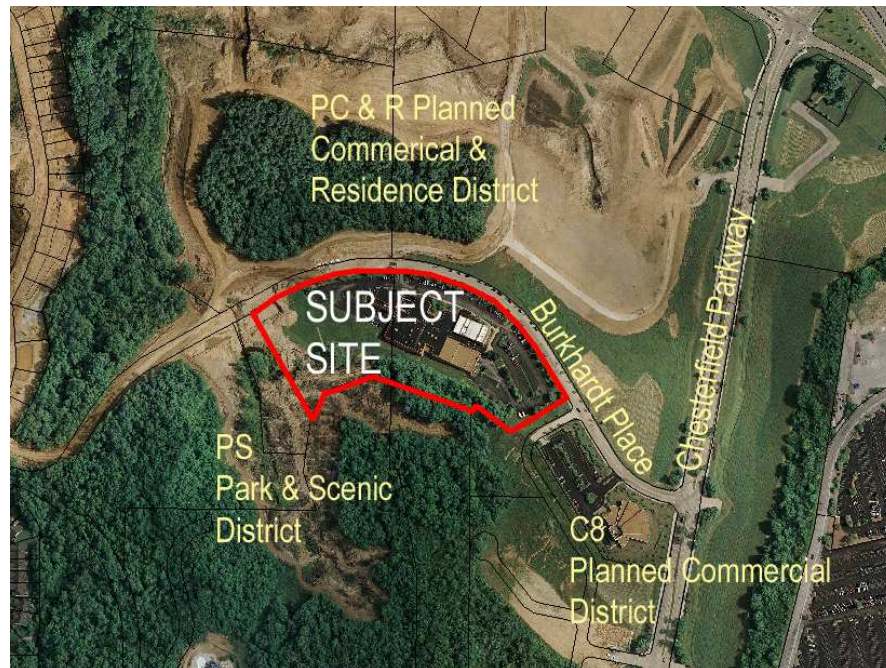 PC & R Planned
Commerical &
Residence District
SUBJECT
SITE
Burkhardt Place
Chesterfield Parkway
PS
Park & Scenic
District
C8
Planned Commercial
District